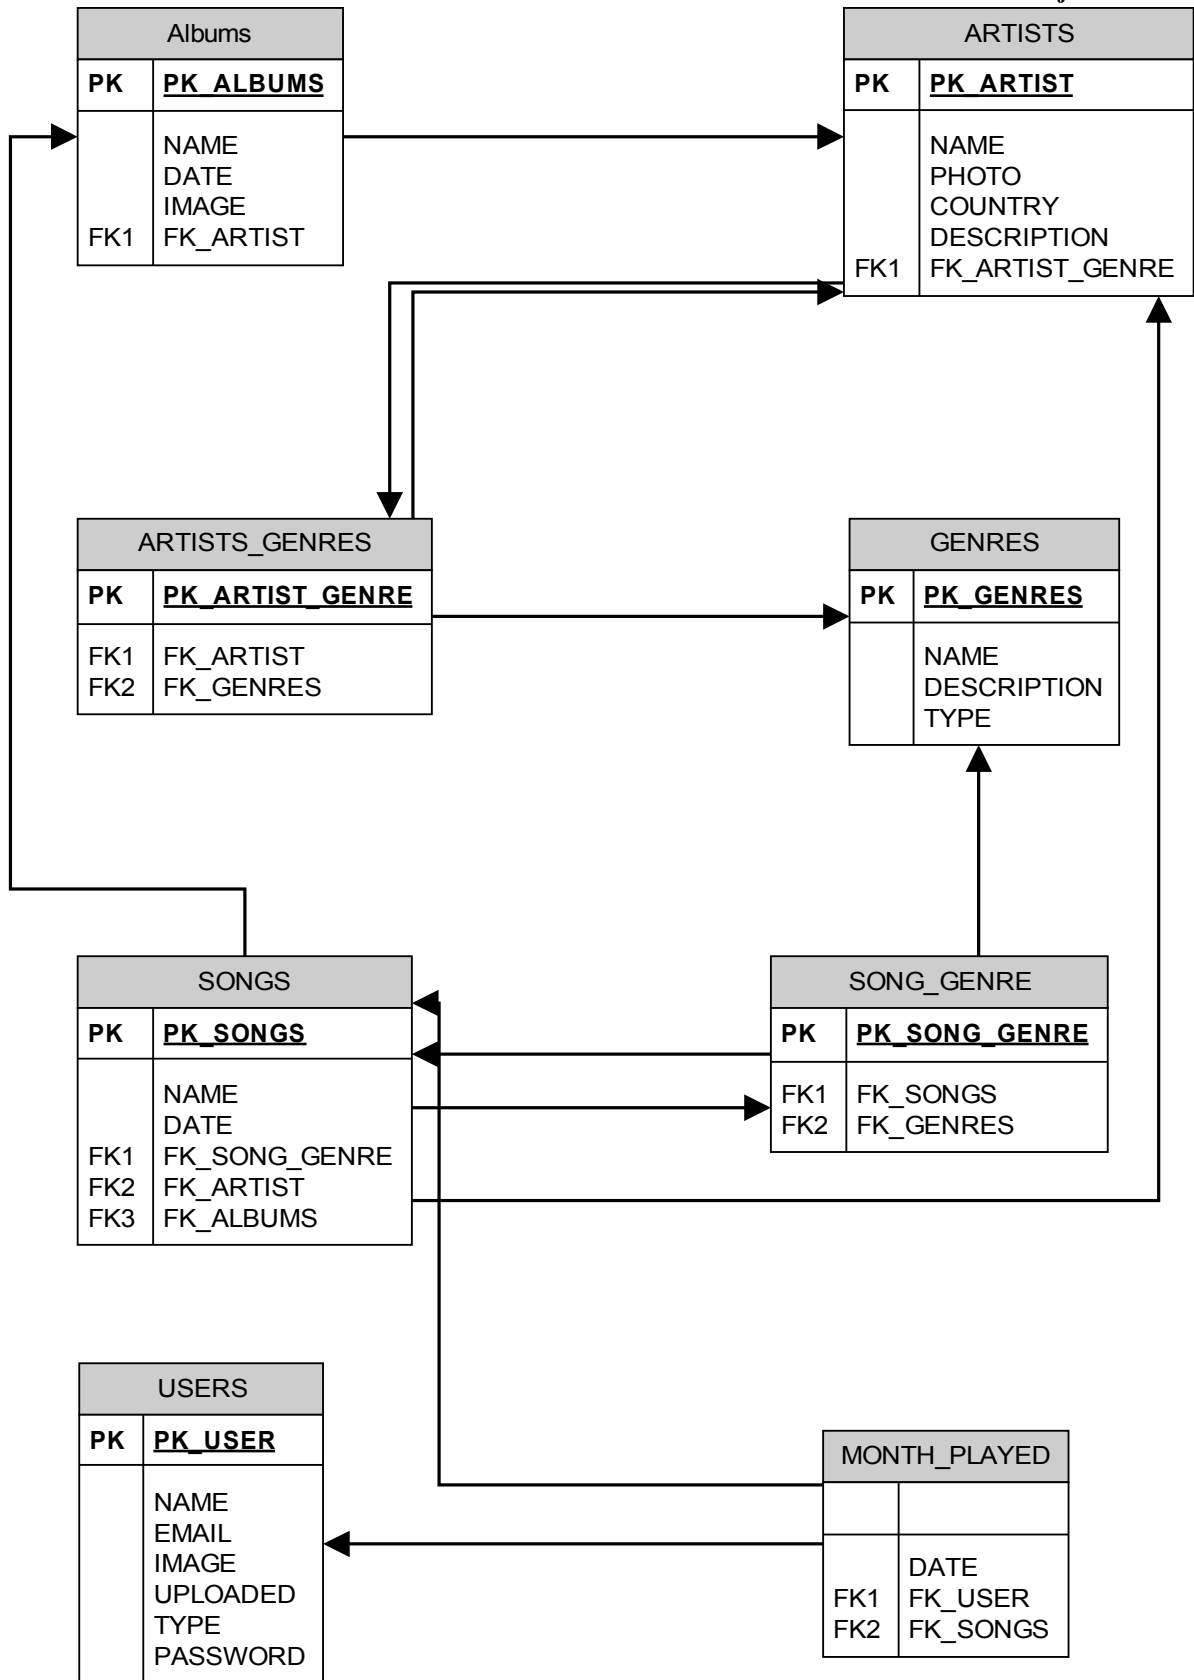 Albums
PK PK_ALBUMS
NAME
DATE
IMAGE
FK1 FK_ARTIST
ARTISTS
PK PK_ARTIST
NAME
PHOTO
COUNTRY
DESCRIPTION
FK1 FK_ARTIST_GENRE
ARTISTS_GENRES
PK PK_ARTIST_GENRE
FK1 FK_ARTIST
FK2 FK_GENRES
GENRES
PK PK_GENRES
NAME
DESCRIPTION
TYPE
SONGS
PK PK_SONGS
NAME
DATE
FK1 FK_SONG_GENRE
FK2 FK_ARTIST
FK3 FK_ALBUMS
SONG_GENRE
PK PK_SONG_GENRE
FK1 FK_SONGS
FK2 FK_GENRES
USERS
PK PK_USER
NAME
EMAIL
IMAGE
UPLOADED
TYPE
PASSWORD
MONTH_PLAYED
DATE
FK1 FK_USER
FK2 FK_SONGS